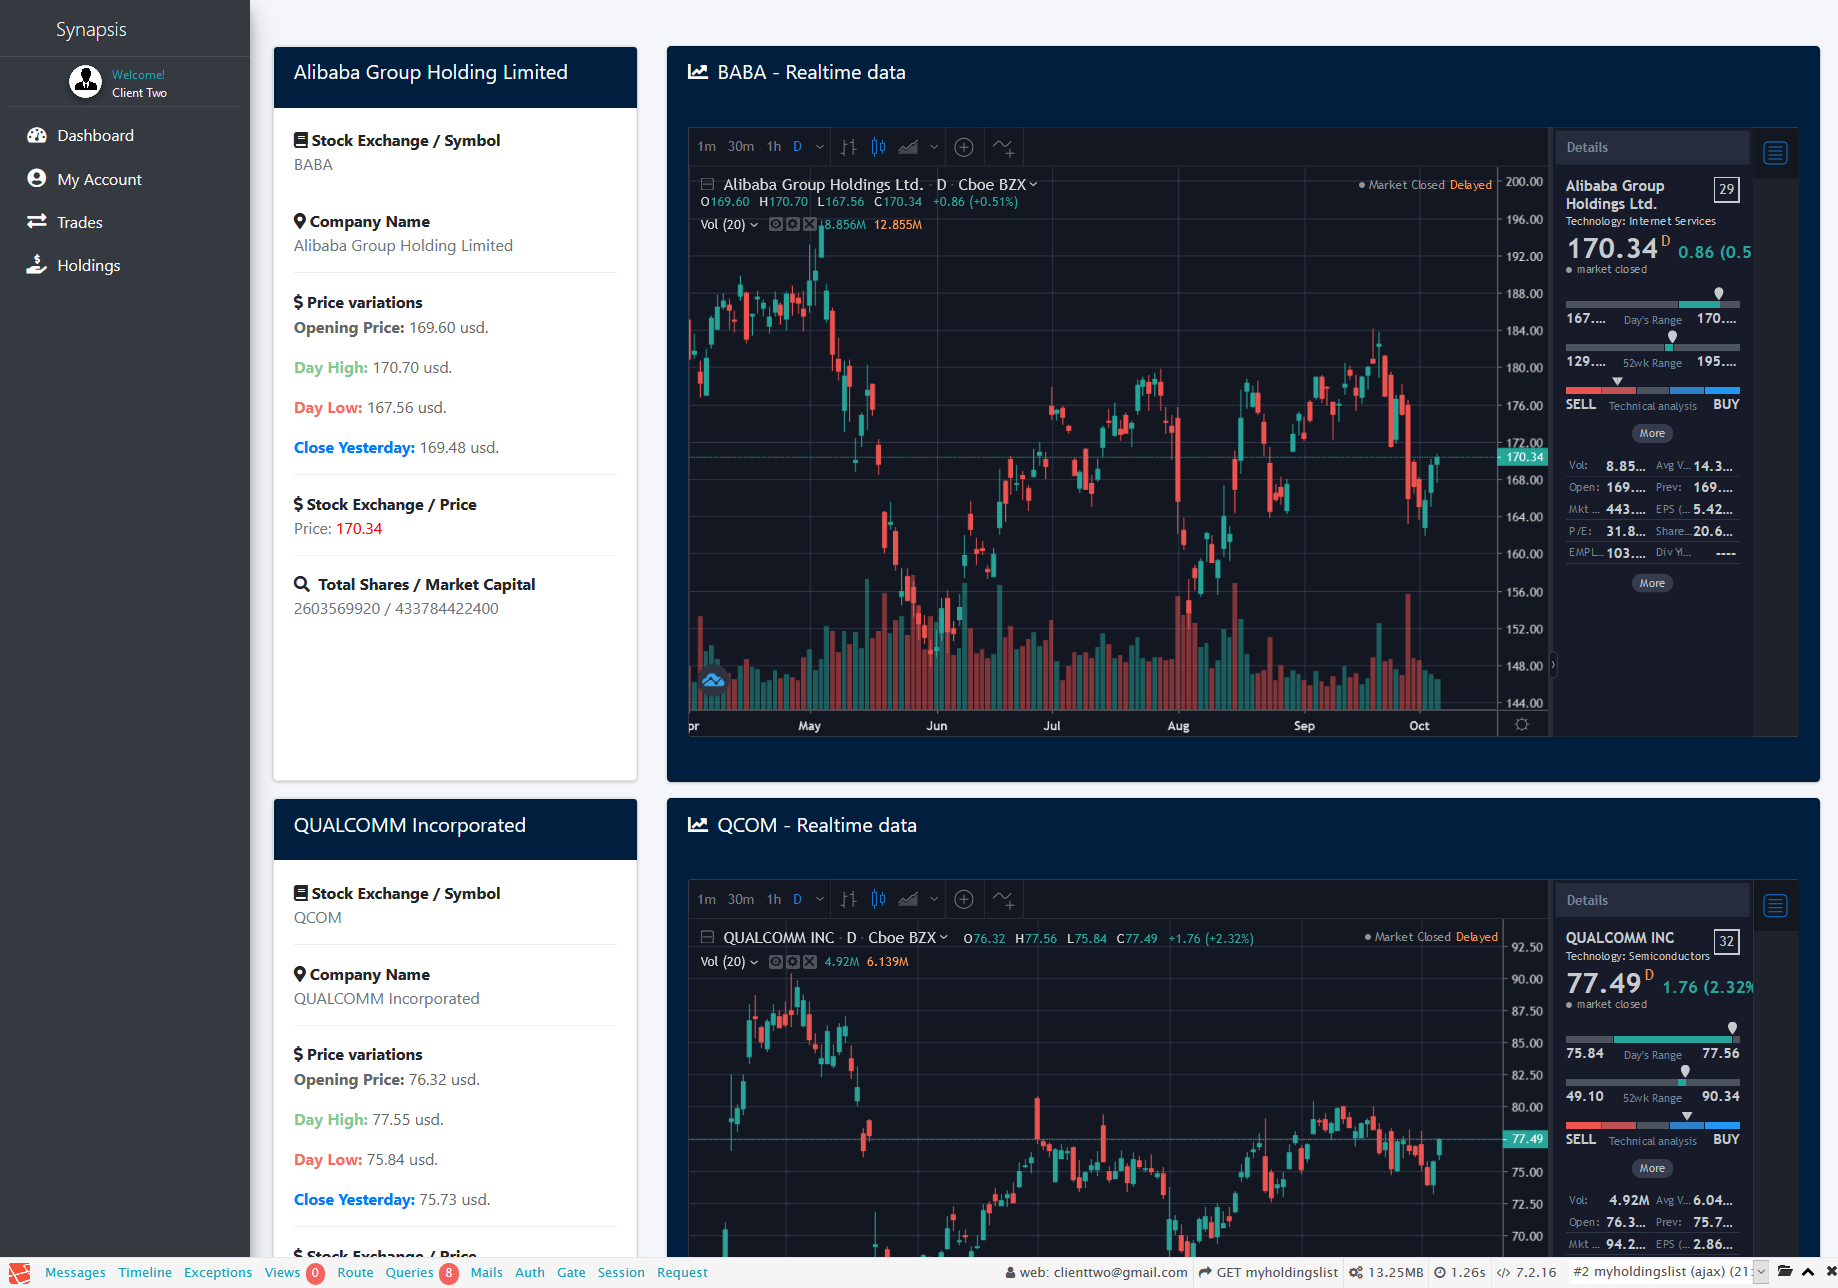 Synapsis
Welcome!
Client Two
Dashboard
My Account
Trades
Holdings
Alibaba Group Holding Limited
Stock Exchange / Symbol
BABA
Company Name
Alibaba Group Holding Limited
Price variations
Opening Price: 169.60 usd.
Day High: 170.70 usd.
Day Low: 167.56 usd.
Close Yesterday: 169.48 usd.
Stock Exchange / Price
Price: 170.34
Total Shares / Market Capital
2603569920 / 433784422400
BABA - Realtime data
1m 30m 1h D
Alibaba Group Holdings Ltd. · D · Cboe BZX
Market Closed Delayed
O169.60 H170.70 L167.56 C170.34 +0.86 (+0.51%)
Vol (20) 8.856M 12.855M
200.00
196.00
192.00
188.00
184.00
180.00
176.00
172.00
170.34
168.00
164.00
160.00
156.00
152.00
148.00
144.00
pr May Jun Jul Aug Sep Oct
Details
Alibaba Group Holdings Ltd.
29
Technology: Internet Services
170.34 D 0.86 (0.5
market closed
167.... Day's Range 170....
129.... 52wk Range 195....
SELL Technical analysis BUY
More
Vol: 8.85... Avg V... 14.3...
Open: 169.... Prev: 169....
Mkt ... 443.... EPS (... 5.42...
P/E: 31.8... Share... 20.6...
EMPL... 103.... Div Yi... ----
More
QUALCOMM Incorporated
Stock Exchange / Symbol
QCOM
Company Name
QUALCOMM Incorporated
Price variations
Opening Price: 76.32 usd.
Day High: 77.55 usd.
Day Low: 75.84 usd.
Close Yesterday: 75.73 usd.
Stock Exchange / Price
QCOM - Realtime data
1m 30m 1h D
QUALCOMM INC · D · Cboe BZX O76.32 H77.56 L75.84 C77.49 +1.76 (+2.32%)
Market Closed Delayed
Vol (20) 4.92M 6.139M
92.50
90.00
87.50
85.00
82.50
80.00
77.49
75.00
72.50
70.00
Details
QUALCOMM INC
32
Technology: Semiconductors
77.49 D 1.76 (2.32%
market closed
75.84 Day's Range 77.56
49.10 52wk Range 90.34
SELL Technical analysis BUY
More
Vol: 4.92M Avg V... 6.04...
Open: 76.3... Prev: 75.7...
Mkt ... 94.2... EPS (... 2.86...
Messages Timeline Exceptions Views 0 Route Queries 8 Mails Auth Gate Session Request
web: clienttwo@gmail.com GET myholdingslist 13.25MB 1.26s 7.2.16 #2 myholdingslist (ajax) (21: